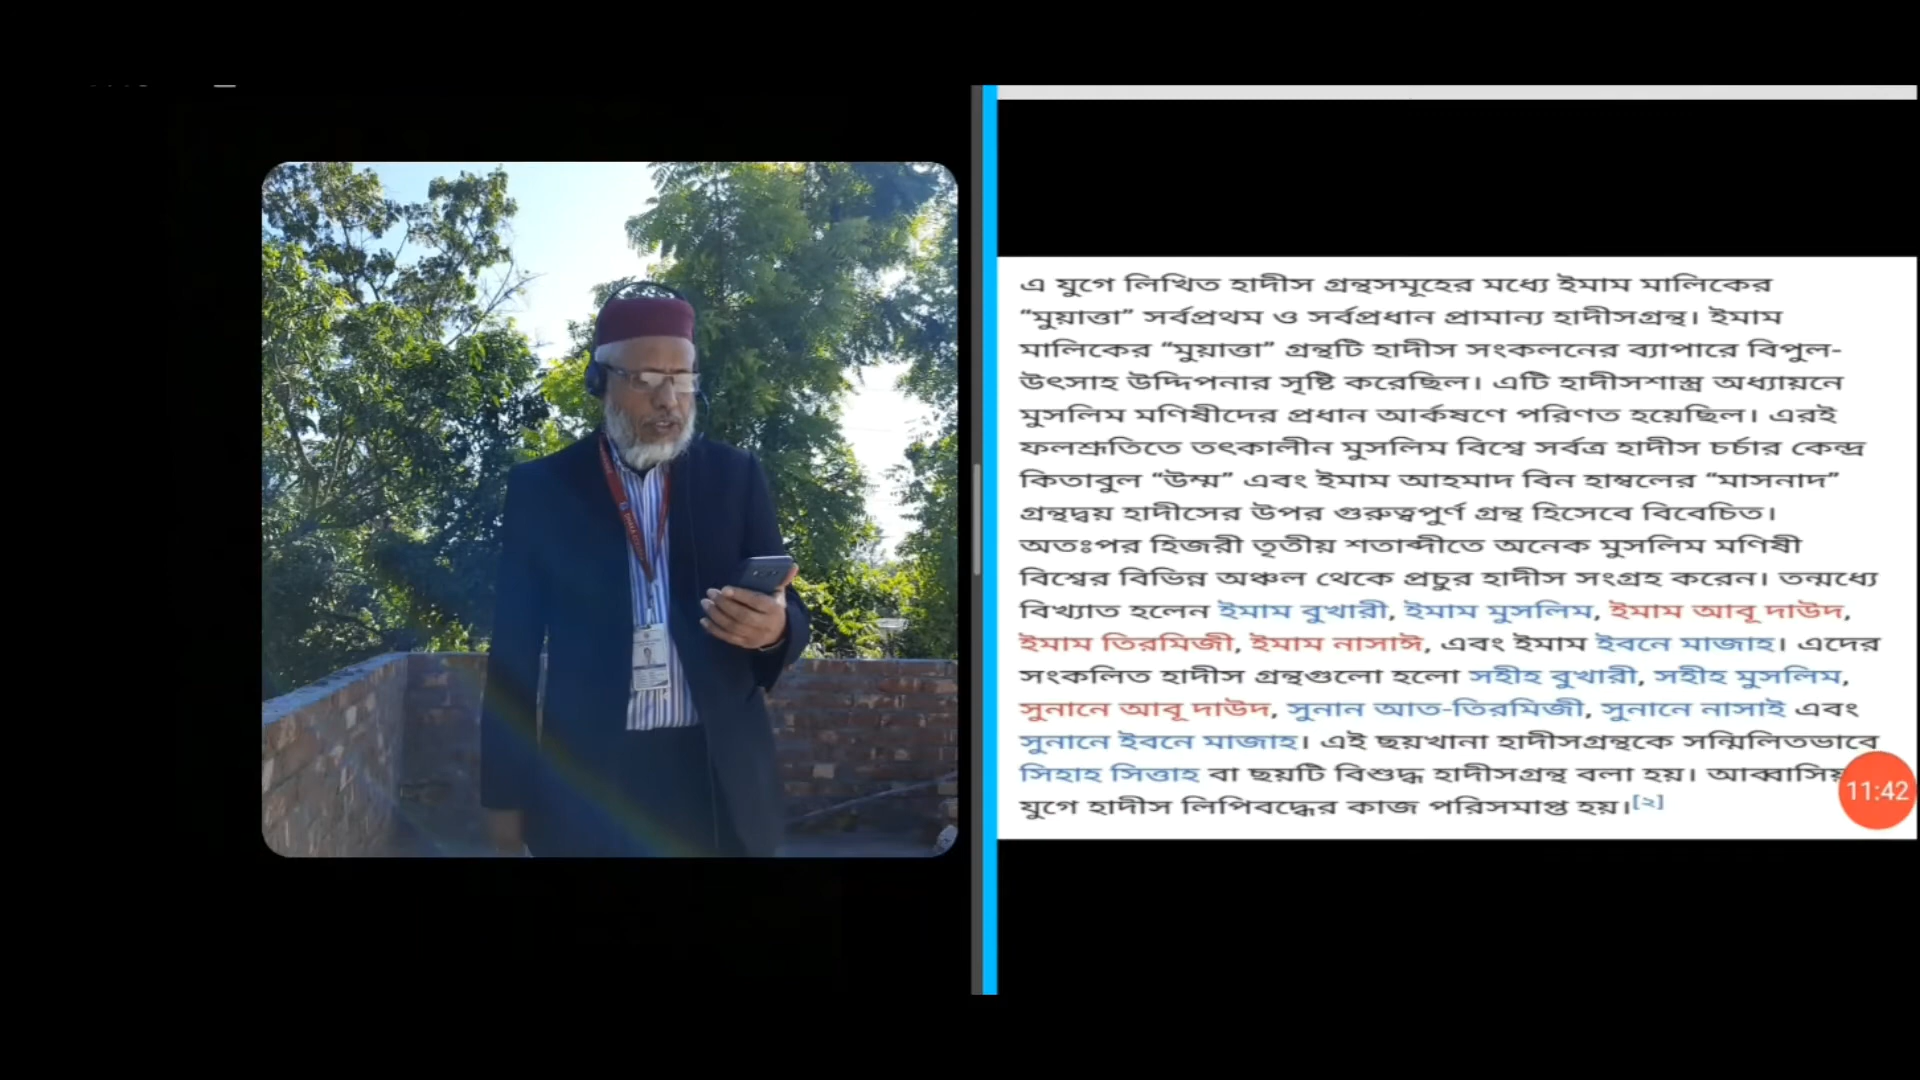 এ যুগে লিখিত হাদীস গ্রন্থসমূহের মধ্যে ইমাম মালিকের
“মুয়াত্তা” সর্বপ্রথম ও সর্বপ্রধান প্রামান্য হাদীসগ্রন্থ। ইমাম
মালিকের “মুয়াত্তা” গ্রন্থটি হাদীস সংকলনের ব্যাপারে বিপুল-
উৎসাহ উদ্দিপনার সৃষ্টি করেছিল। এটি হাদীসশাস্ত্র অধ্যায়নে
মুসলিম মণিষীদের প্রধান আর্কষণে পরিণত হয়েছিল। এরই
ফলশ্রূতিতে তৎকালীন মুসলিম বিশ্বে সর্বত্র হাদীস চর্চার কেন্দ্র
কিতাবুল “উম্ম” এবং ইমাম আহমাদ বিন হাম্বলের “মাসনাদ”
গ্রন্থদ্বয় হাদীসের উপর গুরুত্বপুর্ণ গ্রন্থ হিসেবে বিবেচিত।
অতঃপর হিজরী তৃতীয় শতাব্দীতে অনেক মুসলিম মণিষী
বিশ্বের বিভিন্ন অঞ্চল থেকে প্রচুর হাদীস সংগ্রহ করেন। তন্মধ্যে
বিখ্যাত হলেন ইমাম বুখারী, ইমাম মুসলিম, ইমাম আবূ দাউদ,
ইমাম তিরমিজী, ইমাম নাসাঈ, এবং ইমাম ইবনে মাজাহ। এদের
সংকলিত হাদীস গ্রন্থগুলো হলো সহীহ বুখারী, সহীহ মুসলিম,
সুনানে আবূ দাউদ, সুনান আত-তিরমিজী, সুনানে নাসাই এবং
সুনানে ইবনে মাজাহ। এই ছয়খানা হাদীসগ্রন্থকে সন্মিলিতভাবে
সিহাহ সিত্তাহ বা ছয়টি বিশুদ্ধ হাদীসগ্রন্থ বলা হয়। আব্বাসিয়
যুগে হাদীস লিপিবদ্ধের কাজ পরিসমাপ্ত হয়।[২]
11:42